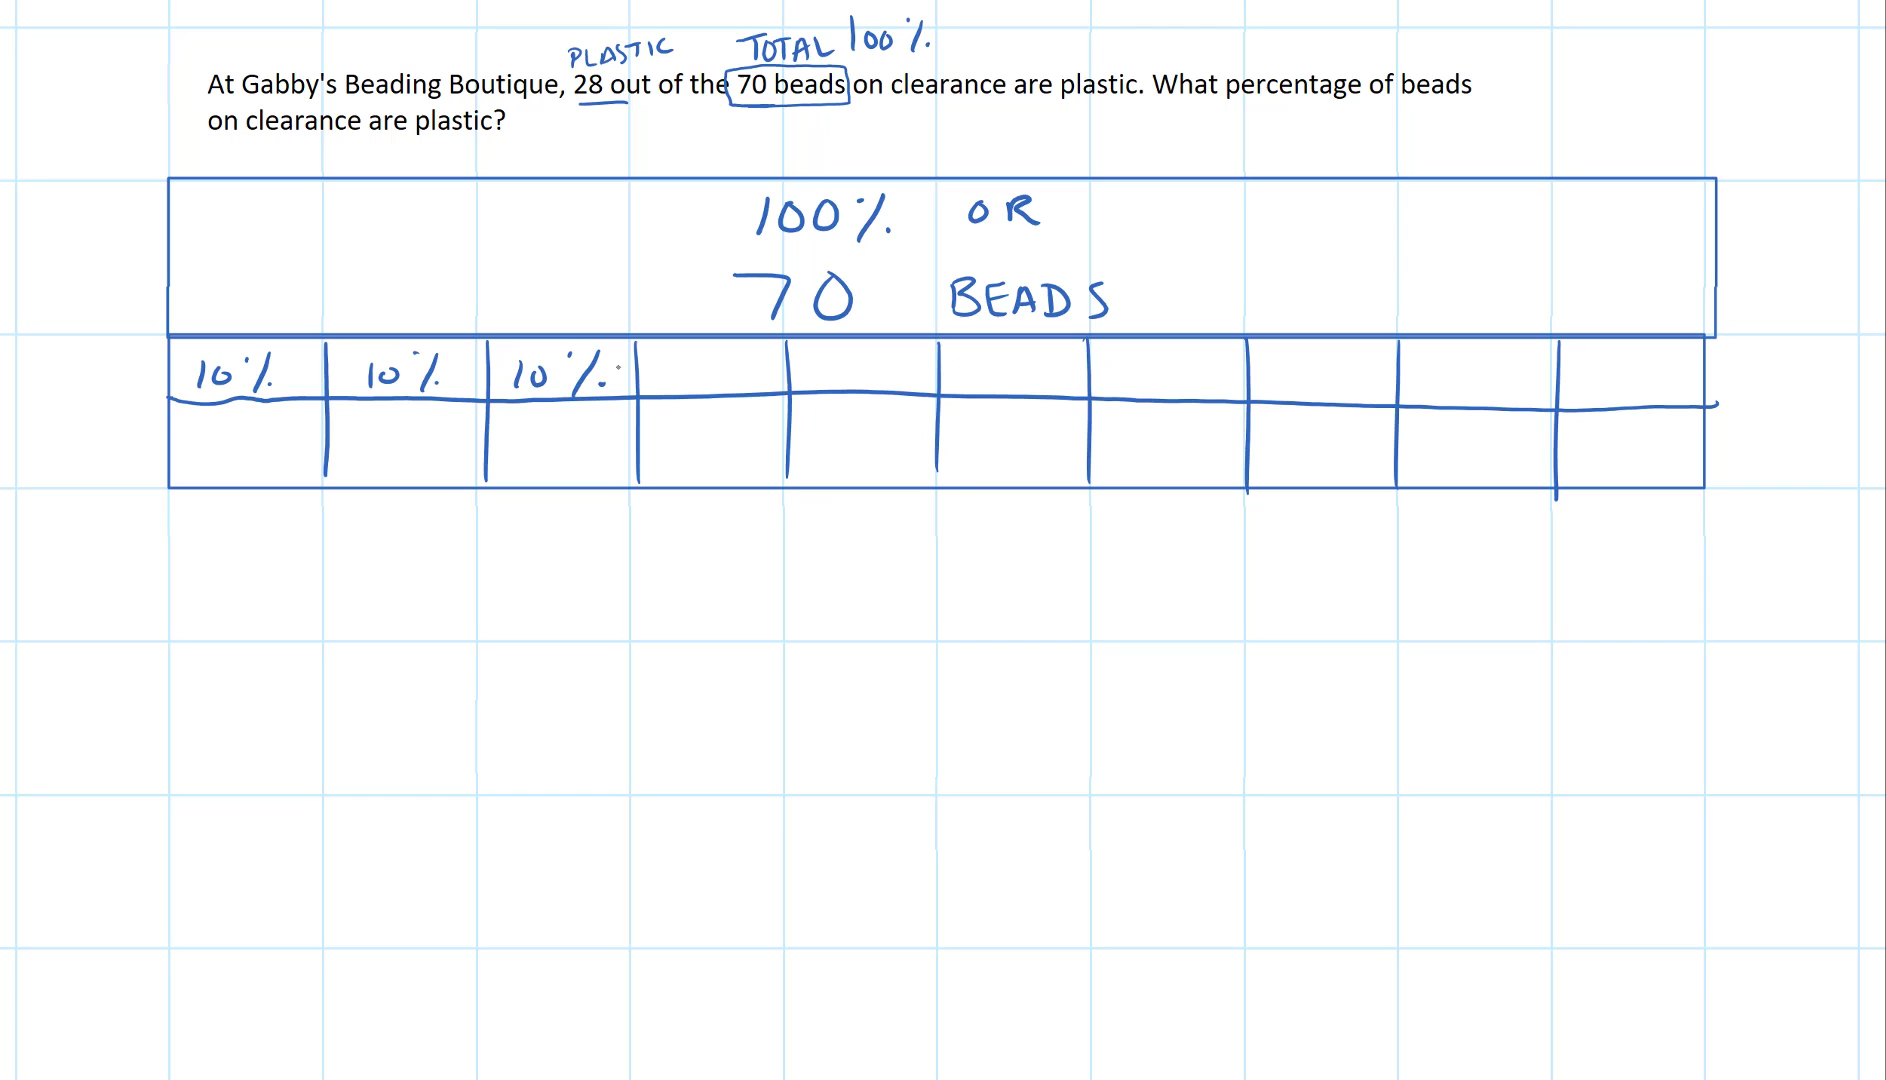 PLASTIC TOTAL 100%
At Gabby's Beading Boutique, 28 out of the 70 beads on clearance are plastic. What percentage of beads
on clearance are plastic?
100% OR
70 BEADS
10% 10% 10%